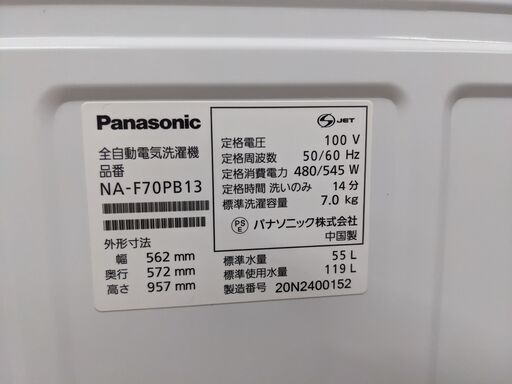 Panasonic
全自動電気洗濯機
品番
NA-F70PB13
外形寸法
幅 562 mm
奥行 572 mm
高さ 957 mm
S JET
定格電圧 100 V
定格周波数 50/60 Hz
定格消費電力 480/545 W
定格時間 洗いのみ 14 分
標準洗濯容量 7.0 kg
PS E パナソニック株式会社
中国製
標準水量 55 L
標準使用水量 119 L
製造番号 20N2400152